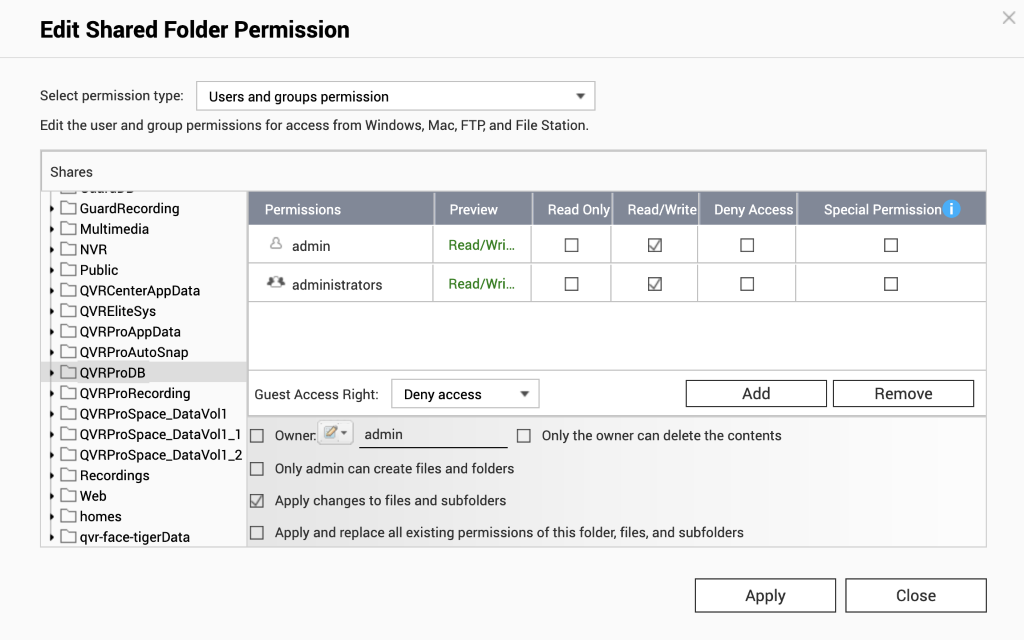 Edit Shared Folder Permission
Select permission type: Users and groups permission
Edit the user and group permissions for access from Windows, Mac, FTP, and File Station.
Shares
GuardRecording
Multimedia
NVR
Public
QVRCenterAppData
QVREliteSys
QVRProAppData
QVRProAutoSnap
QVRProDB
QVRProRecording
QVRProSpace_DataVol1
QVRProSpace_DataVol1_1
QVRProSpace_DataVol1_2
Recordings
Web
homes
qvr-face-tigerData
Permissions Preview Read Only Read/Write Deny Access Special Permission i
admin Read/Wri...
administrators Read/Wri...
Guest Access Right: Deny access Add Remove
Owner: admin Only the owner can delete the contents
Only admin can create files and folders
Apply changes to files and subfolders
Apply and replace all existing permissions of this folder, files, and subfolders
Apply Close